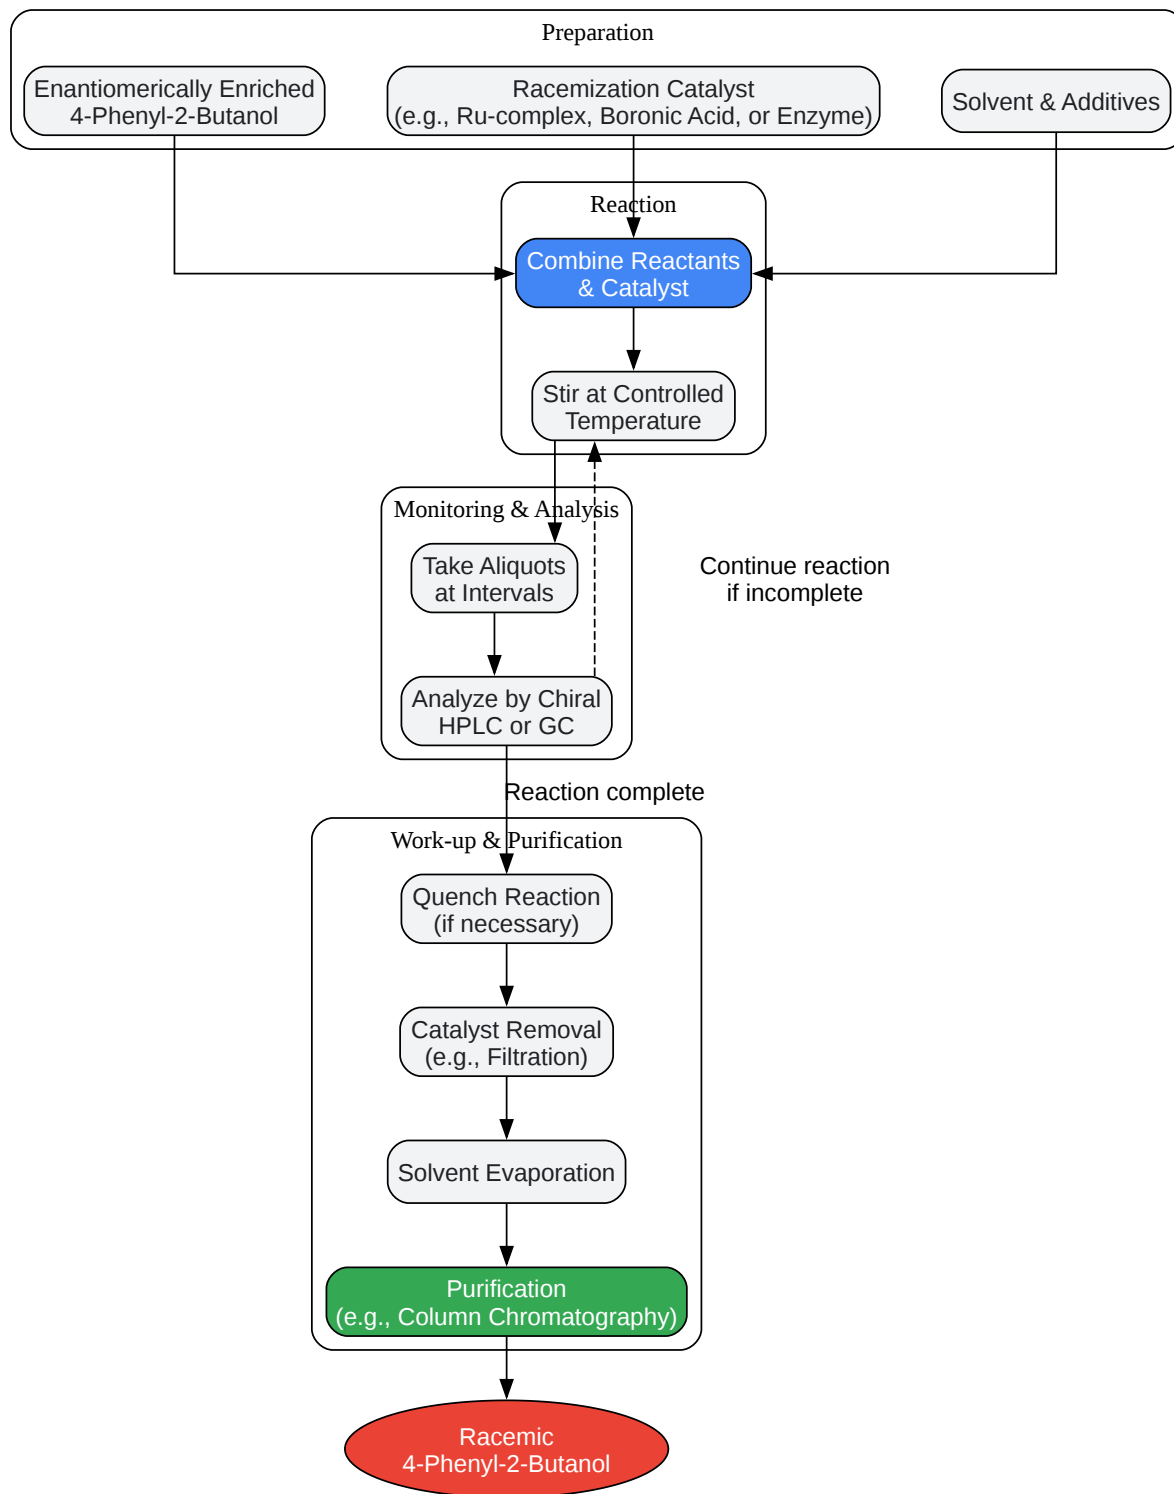 Preparation
Enantiomerically Enriched
4-Phenyl-2-Butanol
Racemization Catalyst
(e.g., Ru-complex, Boronic Acid, or Enzyme)
Solvent & Additives
Reaction
Combine Reactants
& Catalyst
Stir at Controlled
Temperature
Monitoring & Analysis
Take Aliquots
at Intervals
Continue reaction
if incomplete
Analyze by Chiral
HPLC or GC
Reaction complete
Work-up & Purification
Quench Reaction
(if necessary)
Catalyst Removal
(e.g., Filtration)
Solvent Evaporation
Purification
(e.g., Column Chromatography)
Racemic
4-Phenyl-2-Butanol